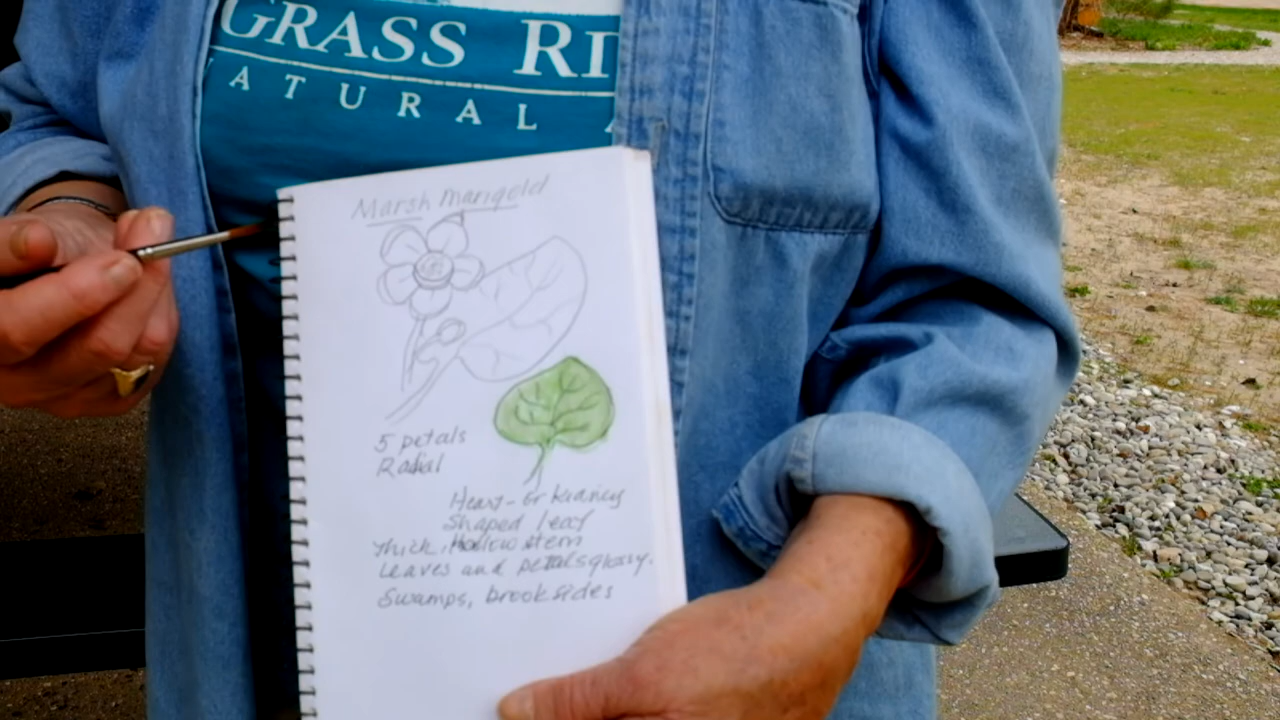 GRASS RI
NATURAL A
Marsh Marigold
5 petals
Radial
Heart- or kidney
shaped leaf
Thick, Hollow stem
Leaves and petals glossy.
Swamps, brooksides